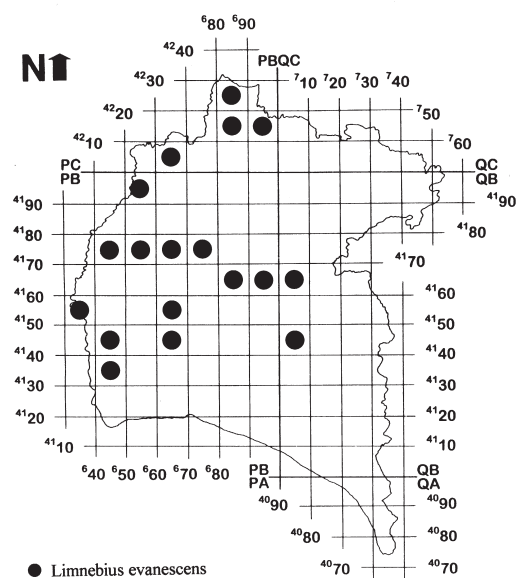 ⁶80 ⁶90
⁴²40
N PBQC
⁴²30 ⁷10 ⁷20 ⁷30 ⁷40
⁴²20 ⁷50
⁴²10 ⁷60
PC QC
PB QB
⁴¹90 ⁴¹90
⁴¹80 ⁴¹80
⁴¹70 ⁴¹70
⁴¹60 ⁴¹60
⁴¹50 ⁴¹50
⁴¹40 ⁴¹40
⁴¹30 ⁴¹30
⁴¹20 ⁴¹20
⁴¹10 ⁴¹10
⁶40 ⁶50 ⁶60 ⁶70 ⁶80 PB QB
PA QA
⁴⁰90 ⁴⁰90
⁴⁰80 ⁴⁰80
Limnebius evanescens
⁴⁰70 ⁴⁰70